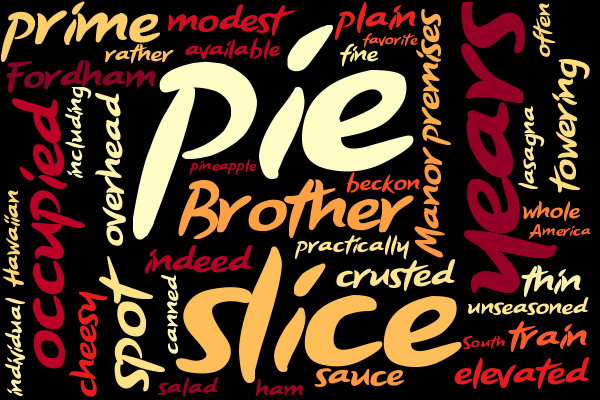 prime
modest
plain
years
often
rather
available
favorite
fine
Fordham
pie
premises
towering
including
overhead
occupied
pineapple
beckon
lasagna
Brother
Manor
whole
America
Hawaiian
practically
indeed
crusted
thin
canned
slice
unseasoned
spot
cheesy
individual
South
train
sauce
elevated
salad
ham